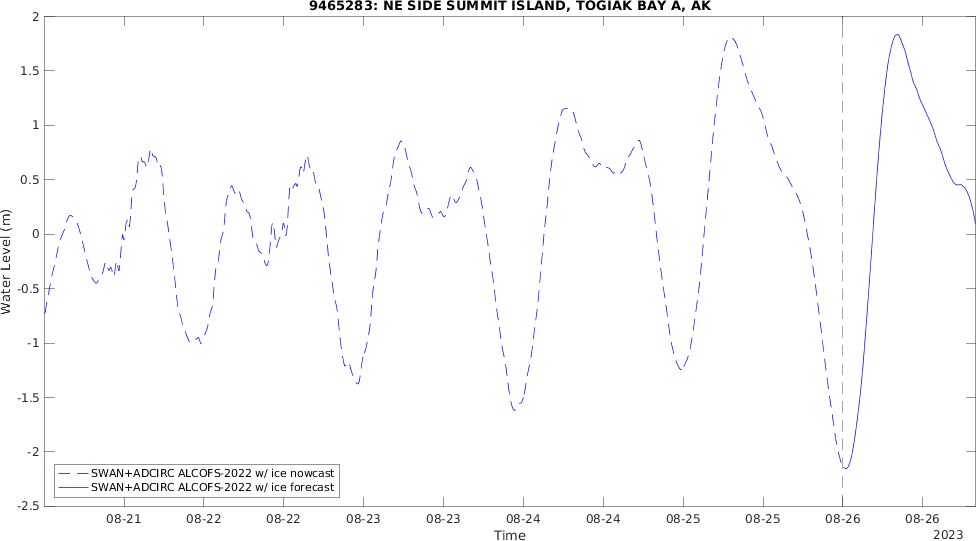 9465283: NE SIDE SUMMIT ISLAND, TOGIAK BAY A, AK
2
1.5
1
0.5
0
-0.5
-1
-1.5
-2
-2.5
Water Level (m)
SWAN+ADCIRC ALCOFS-2022 w/ ice nowcast
SWAN+ADCIRC ALCOFS-2022 w/ ice forecast
08-21 08-22 08-22 08-23 08-23 08-24 08-24 08-25 08-25 08-26 08-26
Time
2023